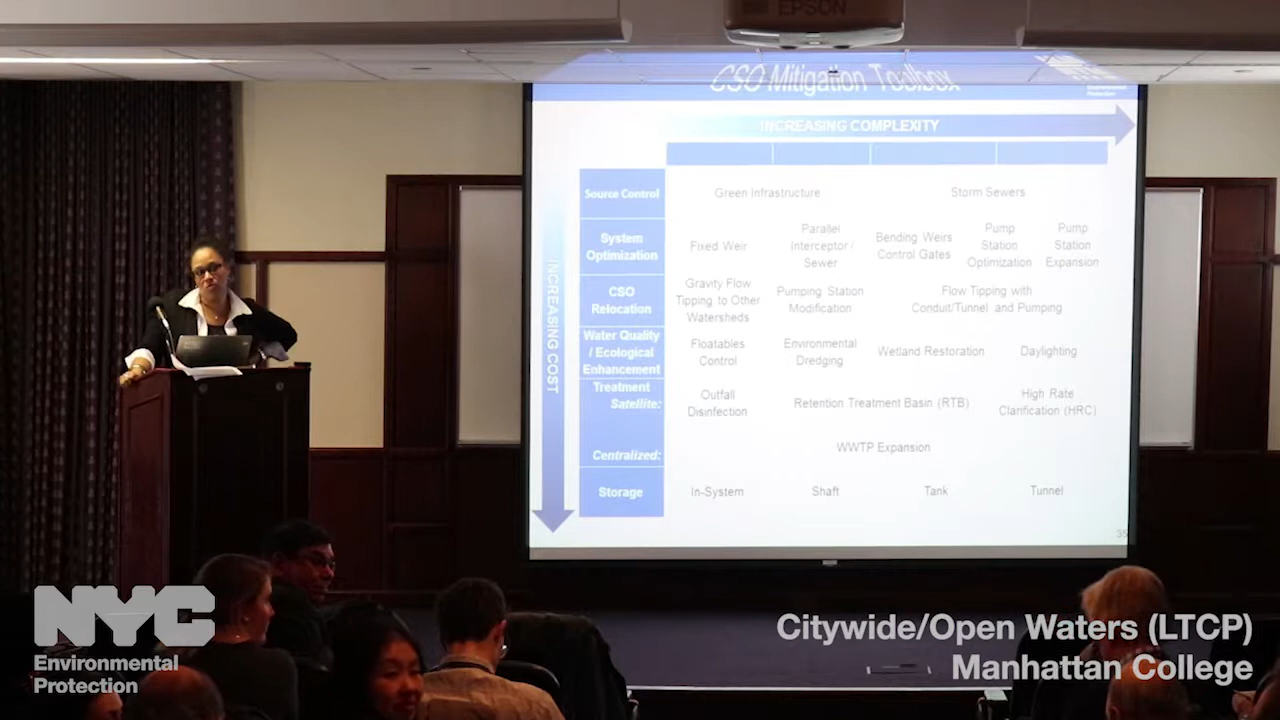 EPSON
CSO Mitigation Toolbox
Environmental
Protection
INCREASING COMPLEXITY
INCREASING COST
Source Control
Green Infrastructure
Storm Sewers
System
Optimization
Fixed Weir
Parallel
Interceptor /
Sewer
Bending Weirs
Control Gates
Pump
Station
Optimization
Pump
Station
Expansion
CSO
Relocation
Gravity Flow
Tipping to Other
Watersheds
Pumping Station
Modification
Flow Tipping with
Conduit/Tunnel and Pumping
Water Quality
/ Ecological
Enhancement
Floatables
Control
Environmental
Dredging
Wetland Restoration
Daylighting
Treatment
Satellite:
Outfall
Disinfection
Retention Treatment Basin (RTB)
High Rate
Clarification (HRC)
Centralized:
WWTP Expansion
Storage
In-System
Shaft
Tank
Tunnel
35
NYC
Environmental
Protection
Citywide/Open Waters (LTCP)
Manhattan College